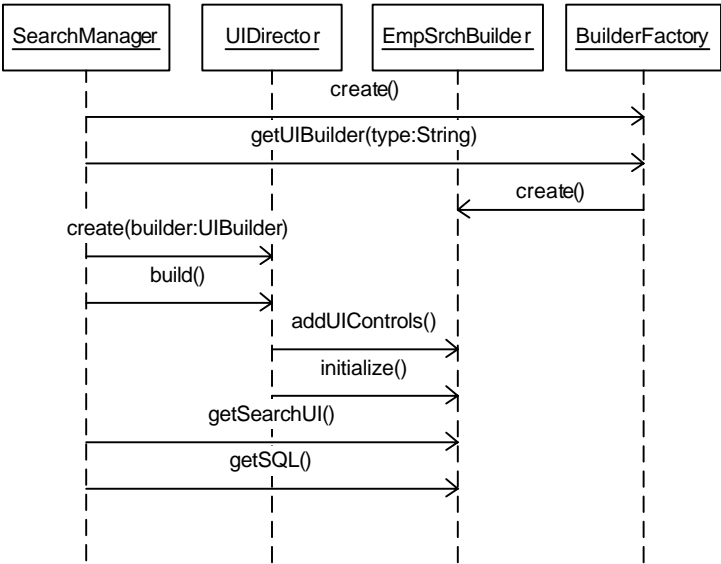 SearchManager
UIDirector
EmpSrchBuilder
BuilderFactory
create()
getUIBuilder(type:String)
create()
create(builder:UIBuilder)
build()
addUIControls()
initialize()
getSearchUI()
getSQL()